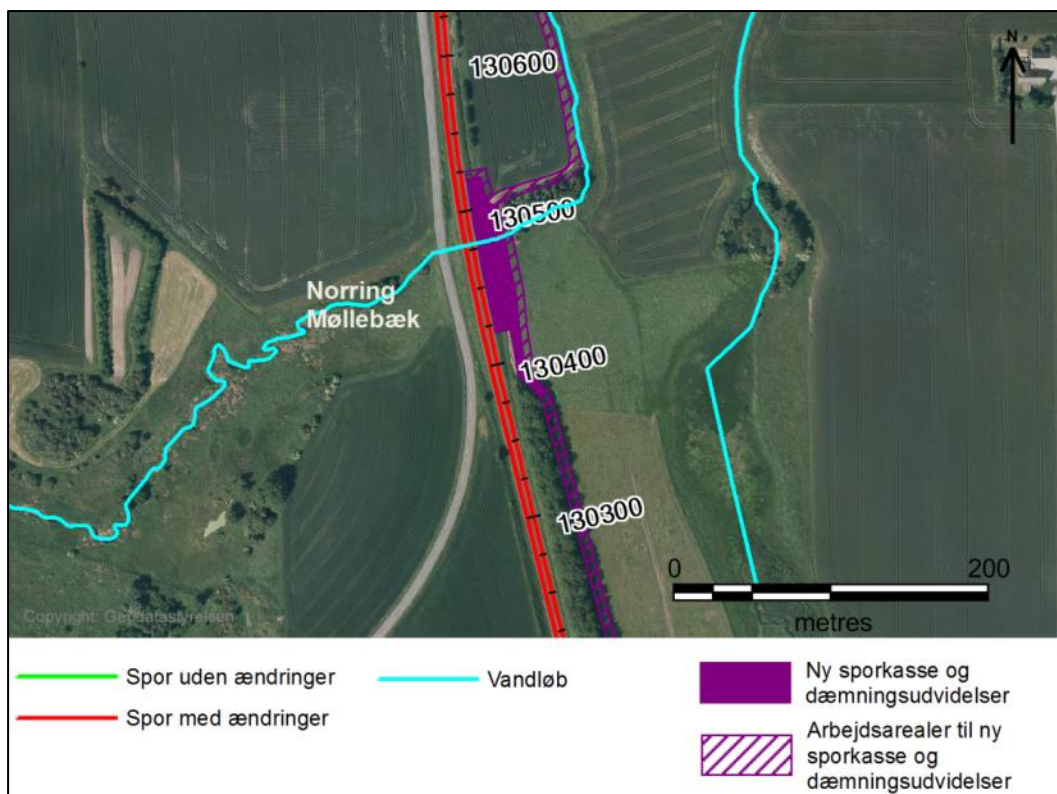 N
130600
130500
Norring
Møllebæk
130400
130300
0 200
metres
Copyright: Geodatastyrelsen
Spor uden ændringer
Spor med ændringer
Vandløb
Ny sporkasse og
dæmningsudvidelser
Arbejdsarealer til ny
sporkasse og
dæmningsudvidelser